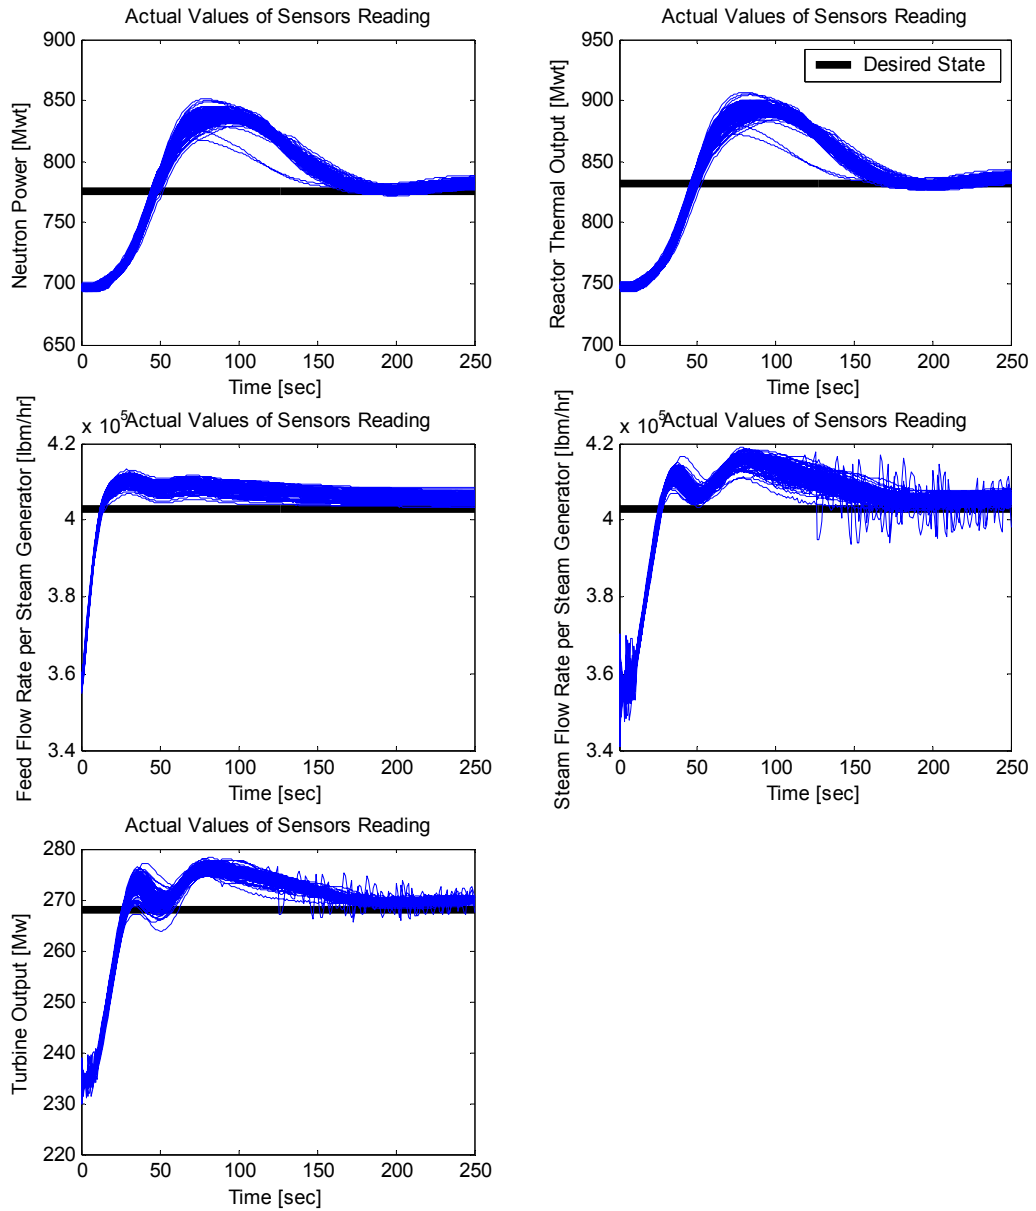 Actual Values of Sensors Reading
900
850
800
750
700
650
Neutron Power [Mwt]
0 50 100 150 200 250
Time [sec]
Actual Values of Sensors Reading
950
900
850
800
750
700
Reactor Thermal Output [Mwt]
Desired State
0 50 100 150 200 250
Time [sec]
x 10^5 Actual Values of Sensors Reading
4.2
4
3.8
3.6
3.4
Feed Flow Rate per Steam Generator [lbm/hr]
0 50 100 150 200 250
Time [sec]
x 10^5 Actual Values of Sensors Reading
4.2
4
3.8
3.6
3.4
Steam Flow Rate per Steam Generator [lbm/hr]
0 50 100 150 200 250
Time [sec]
Actual Values of Sensors Reading
280
270
260
250
240
230
220
Turbine Output [Mw]
0 50 100 150 200 250
Time [sec]